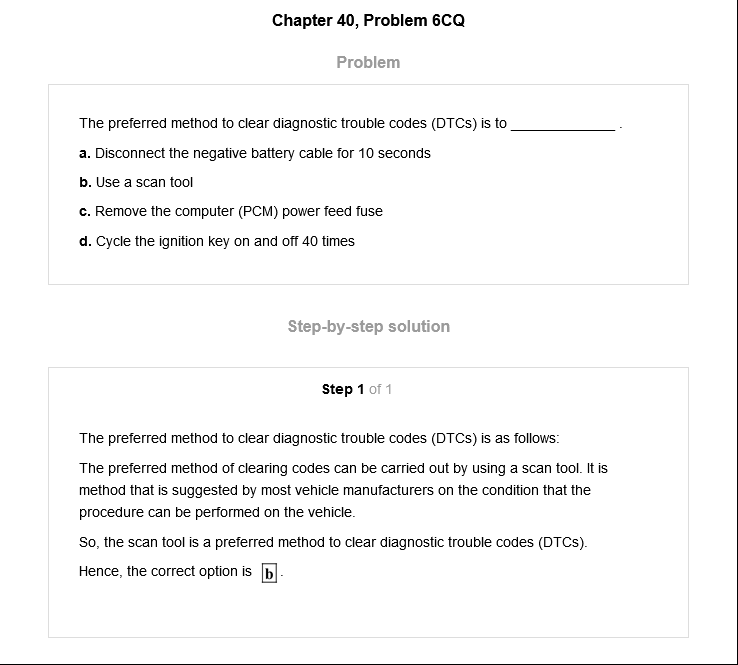 Chapter 40, Problem 6CQ
Problem
The preferred method to clear diagnostic trouble codes (DTCs) is to ______________ .
a. Disconnect the negative battery cable for 10 seconds
b. Use a scan tool
c. Remove the computer (PCM) power feed fuse
d. Cycle the ignition key on and off 40 times
Step-by-step solution
Step 1 of 1
The preferred method to clear diagnostic trouble codes (DTCs) is as follows:
The preferred method of clearing codes can be carried out by using a scan tool. It is
method that is suggested by most vehicle manufacturers on the condition that the
procedure can be performed on the vehicle.
So, the scan tool is a preferred method to clear diagnostic trouble codes (DTCs).
Hence, the correct option is b .